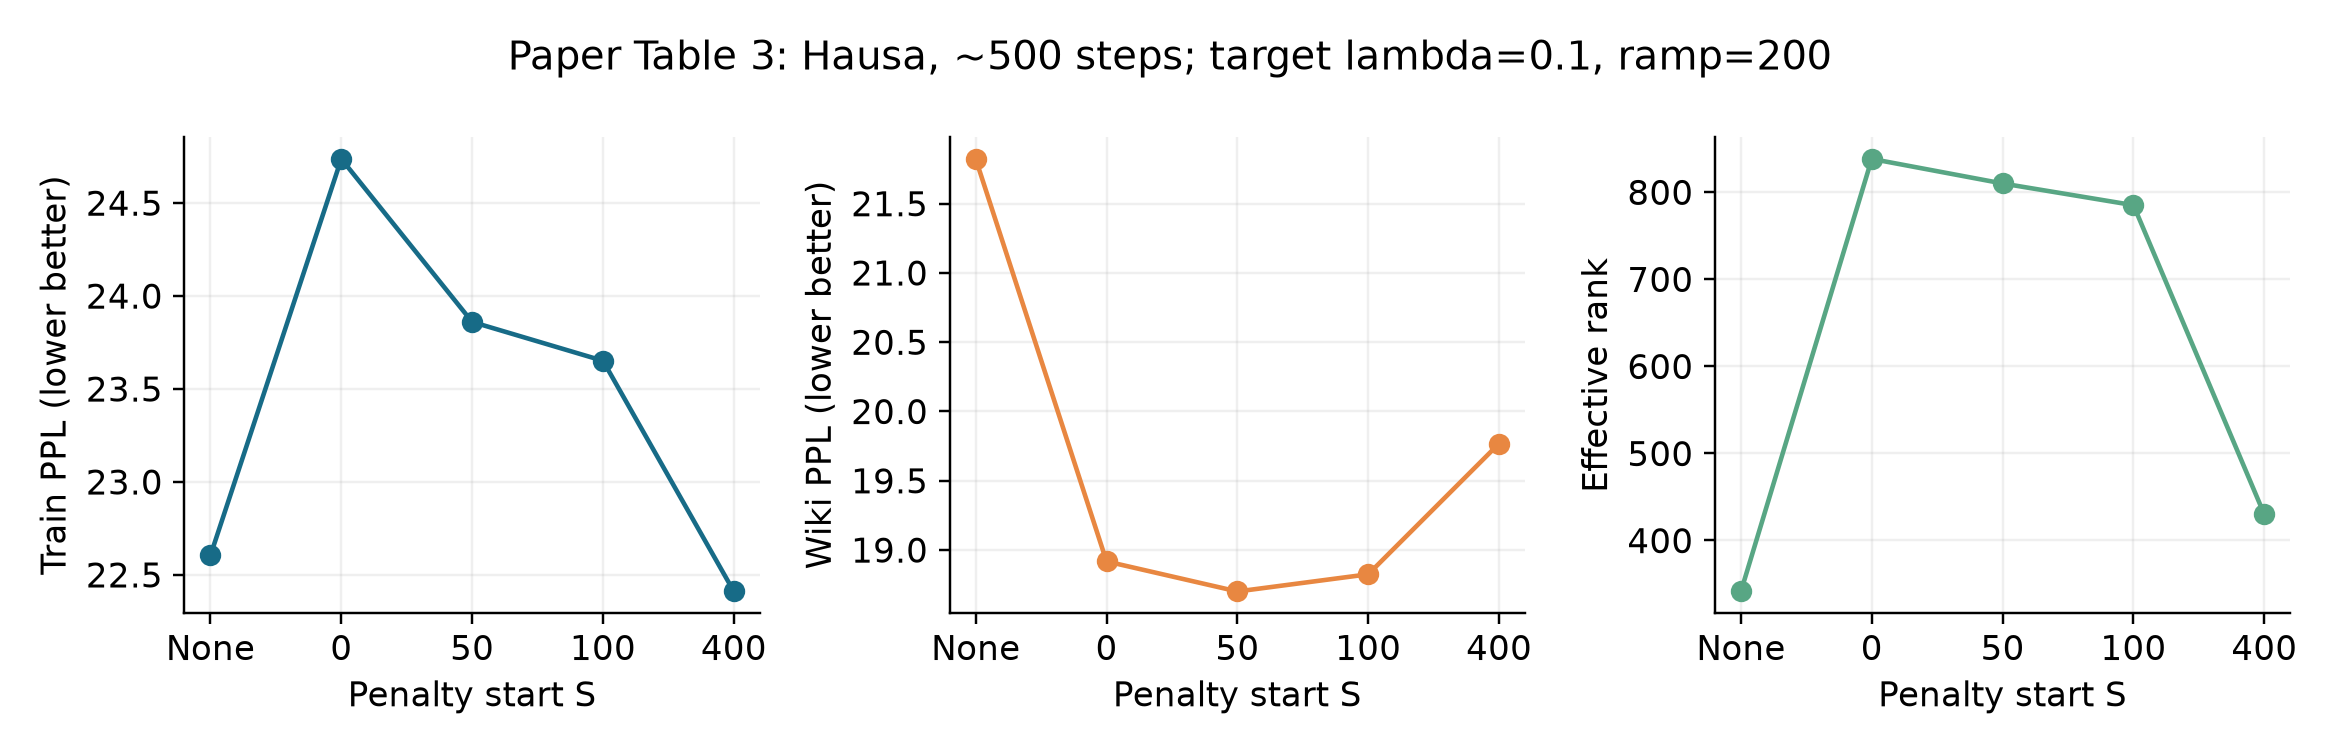 Paper Table 3: Hausa, ~500 steps; target lambda=0.1, ramp=200
Train PPL (lower better)
24.5
24.0
23.5
23.0
22.5
None 0 50 100 400
Penalty start S
Wiki PPL (lower better)
21.5
21.0
20.5
20.0
19.5
19.0
None 0 50 100 400
Penalty start S
Effective rank
800
700
600
500
400
None 0 50 100 400
Penalty start S